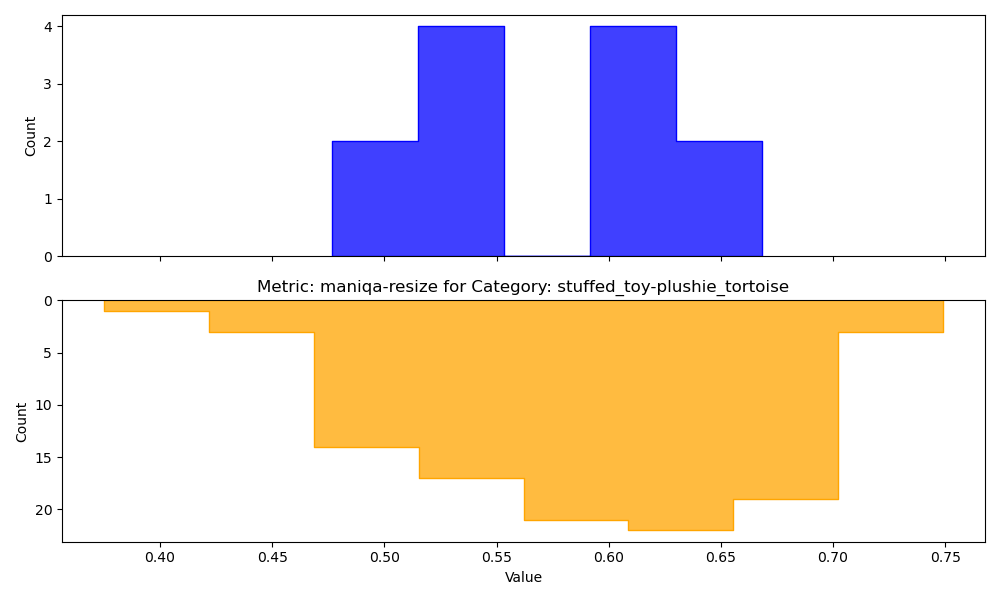 4
3
2
1
0
Count
Metric: maniqa-resize for Category: stuffed_toy-plushie_tortoise
0
5
10
15
20
Count
0.40 0.45 0.50 0.55 0.60 0.65 0.70 0.75
Value